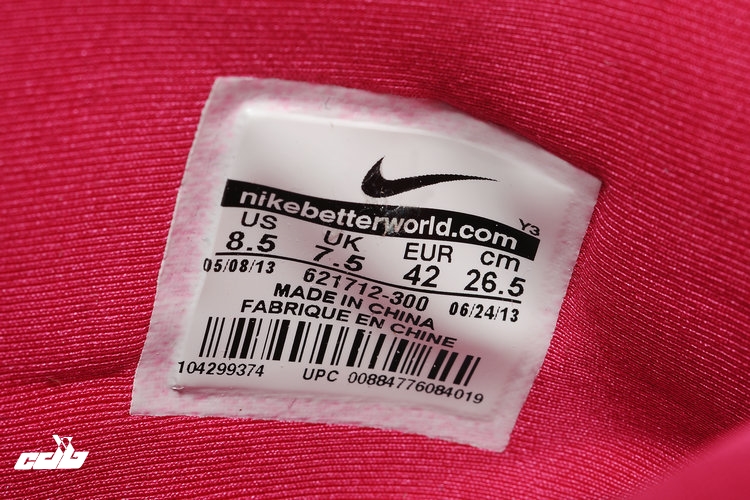 nikebetterworld.com Y3
US UK EUR cm
8.5 7.5 42 26.5
05/08/13 621712-300 06/24/13
MADE IN CHINA
FABRIQUE EN CHINE
104299374 UPC 00884776084019
cdb